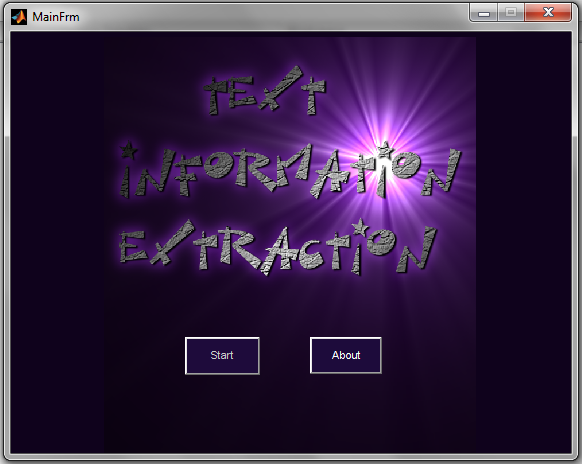 MainFrm
TEXT
INFORMATION
EXTRACTION
Start
About